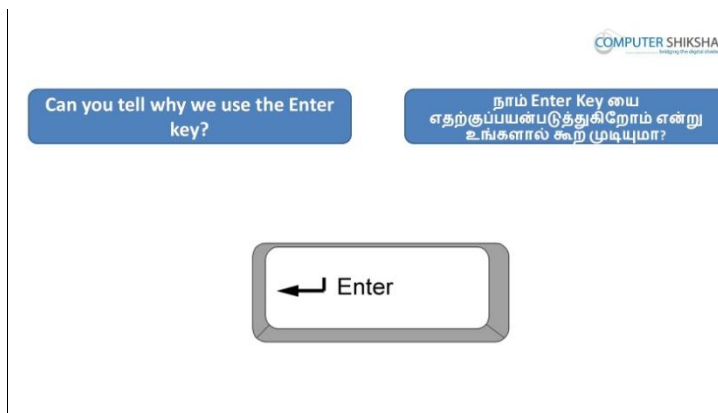 COMPUTER SHIKSHA
Can you tell why we use the Enter
key?
நாம் Enter Key யை
எதற்குப்பயன்படுத்துகிறோம் என்று
உங்களால் கூற முடியுமா?
Enter